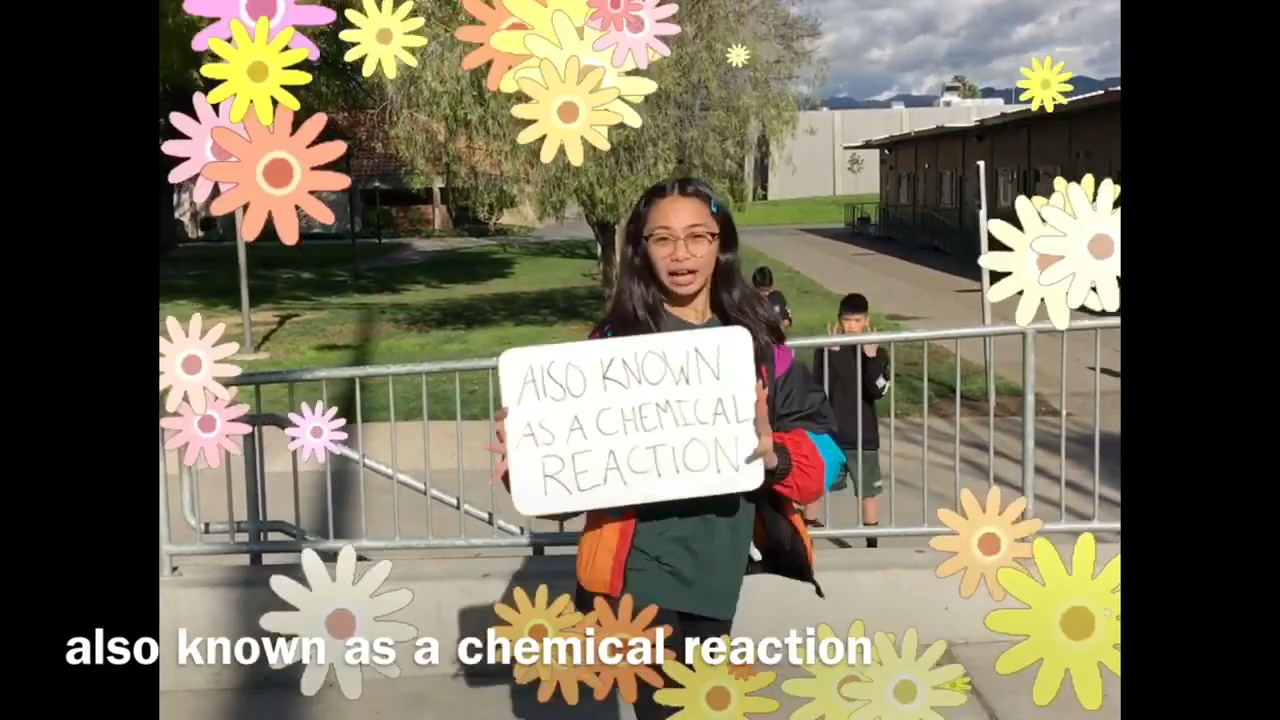 AlSO KNOWN
AS A CHEMICAL
REACTION
also known as a chemical reaction